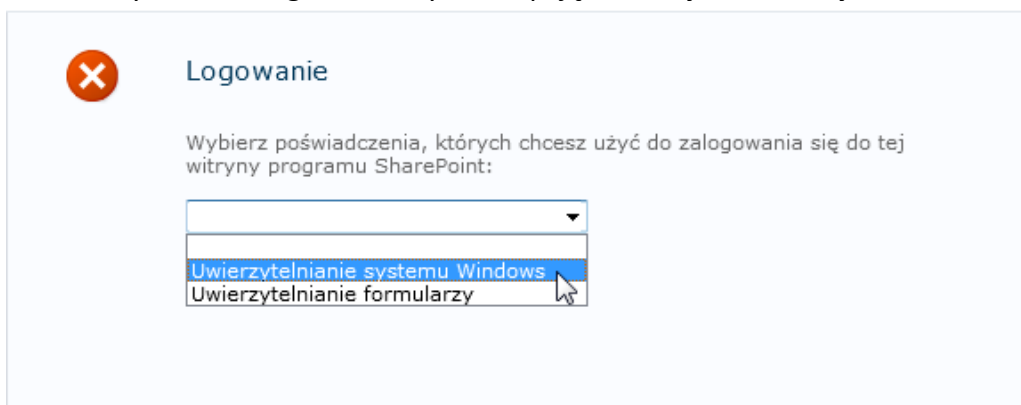 Logowanie
Wybierz poświadczenia, których chcesz użyć do zalogowania się do tej
witryny programu SharePoint:
Uwierzytelnianie systemu Windows
Uwierzytelnianie formularzy